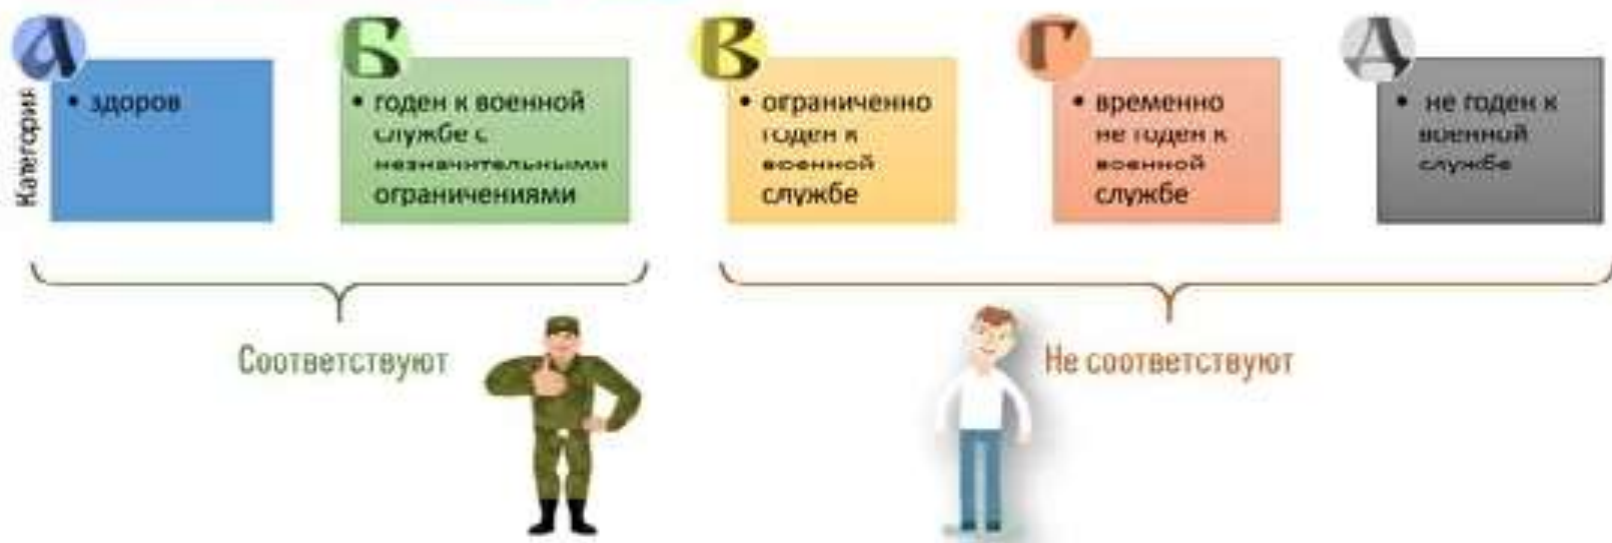 А
Б
В
Г
Д
Категория
• здоров
• годен к военной
службе с
незначительными
ограничениями
• ограниченно
годен к
военной
службе
• временно
не годен к
военной
службе
• не годен к
военной
службе
Соответствуют
Не соответствуют